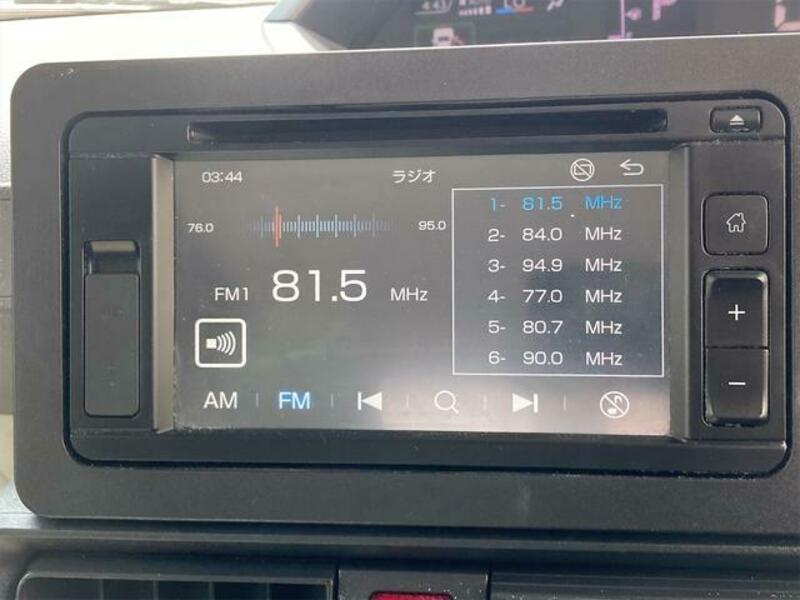 4:43
03:44 ラジオ
76.0 95.0
FM1 81.5 MHz
1- 81.5 MHz
2- 84.0 MHz
3- 94.9 MHz
4- 77.0 MHz
5- 80.7 MHz
6- 90.0 MHz
AM FM
+
−